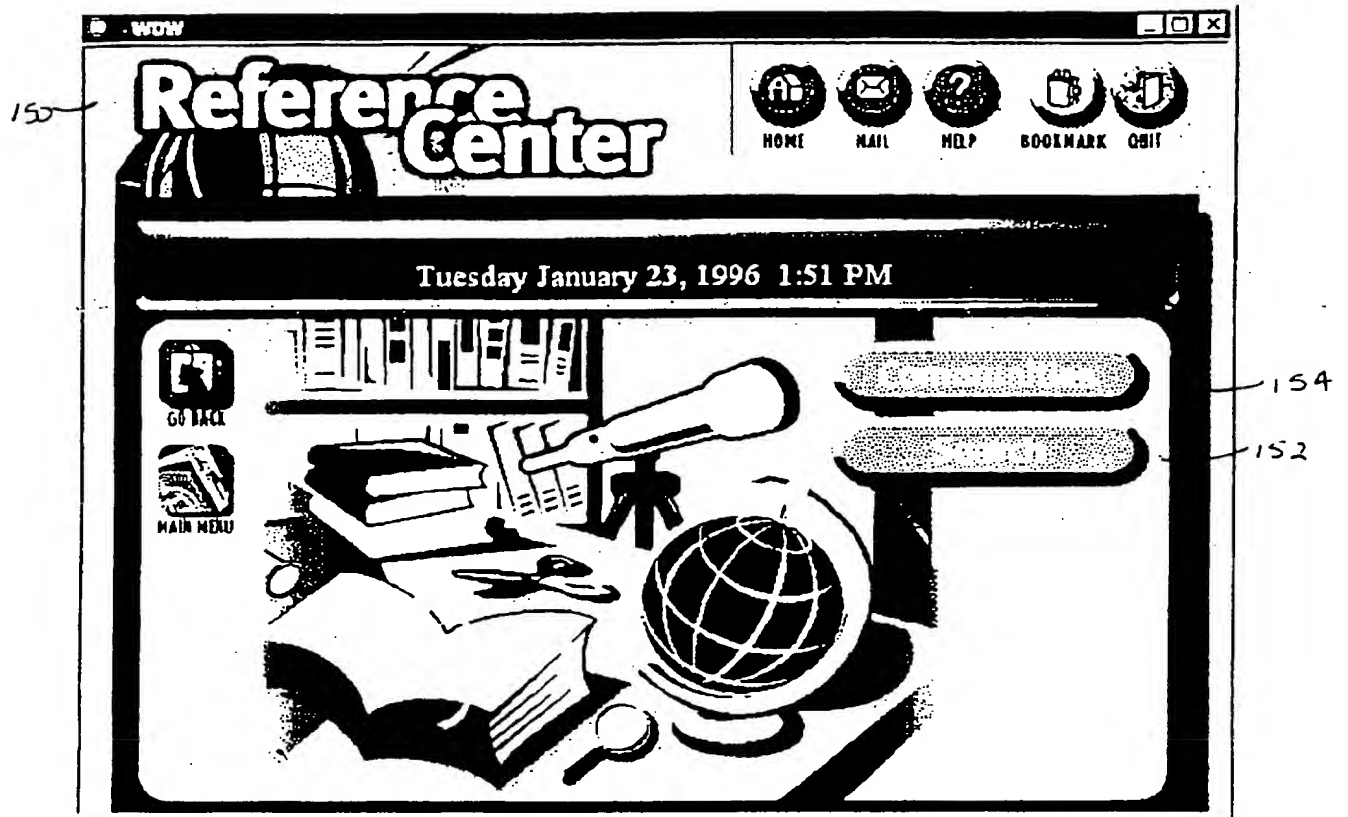 WOW
Reference
Center
150
HOME MAIL HELP BOOKMARK QUIT
Tuesday January 23, 1996 1:51 PM
GO BACK
154
Search
152
MAIN MENU